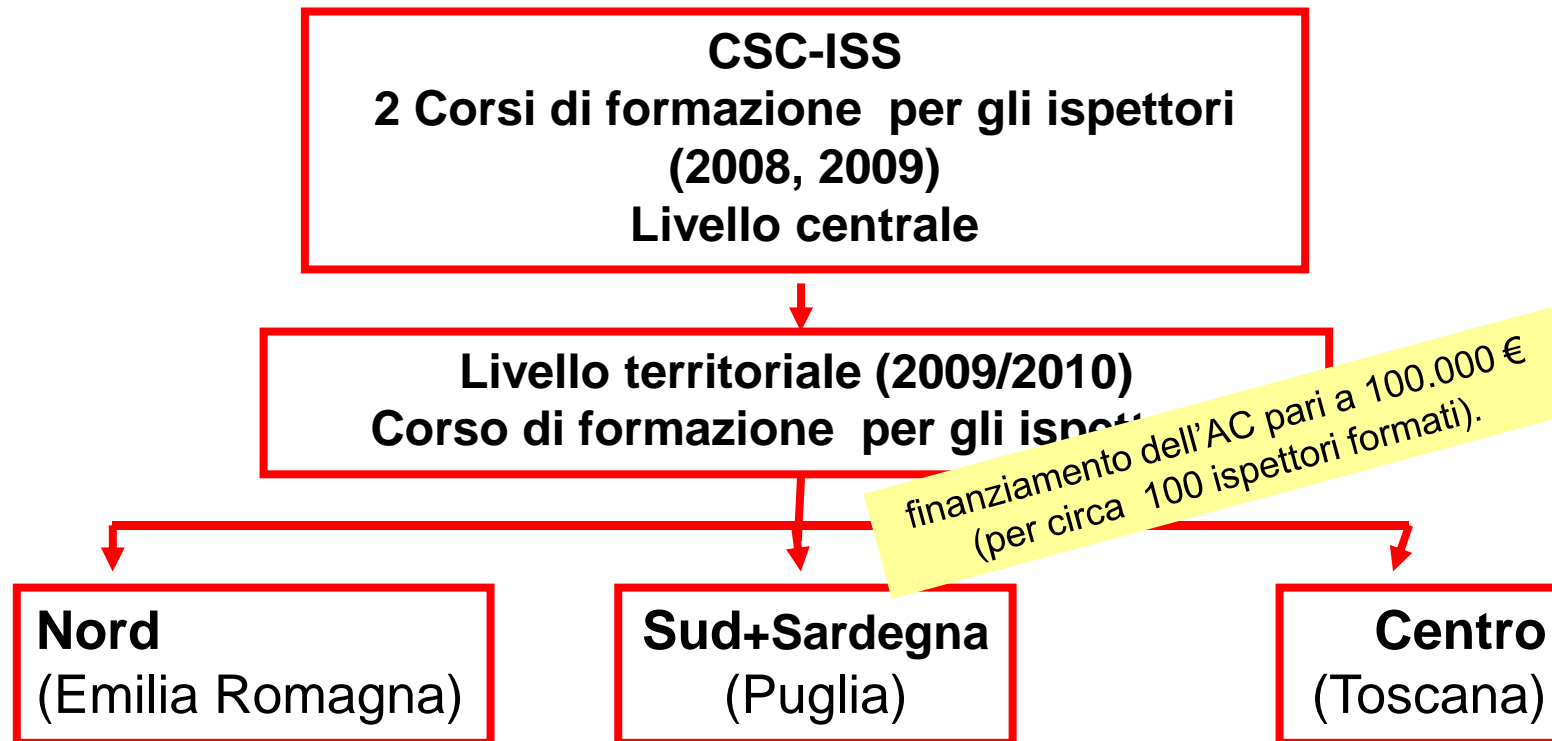 CSC-ISS
2 Corsi di formazione per gli ispettori
(2008, 2009)
Livello centrale
Livello territoriale (2009/2010)
Corso di formazione per gli
finanziamento dell'AC pari a 100.000 €
(per circa 100 ispettori formati).
Nord
(Emilia Romagna)
Sud+Sardegna
(Puglia)
Centro
(Toscana)